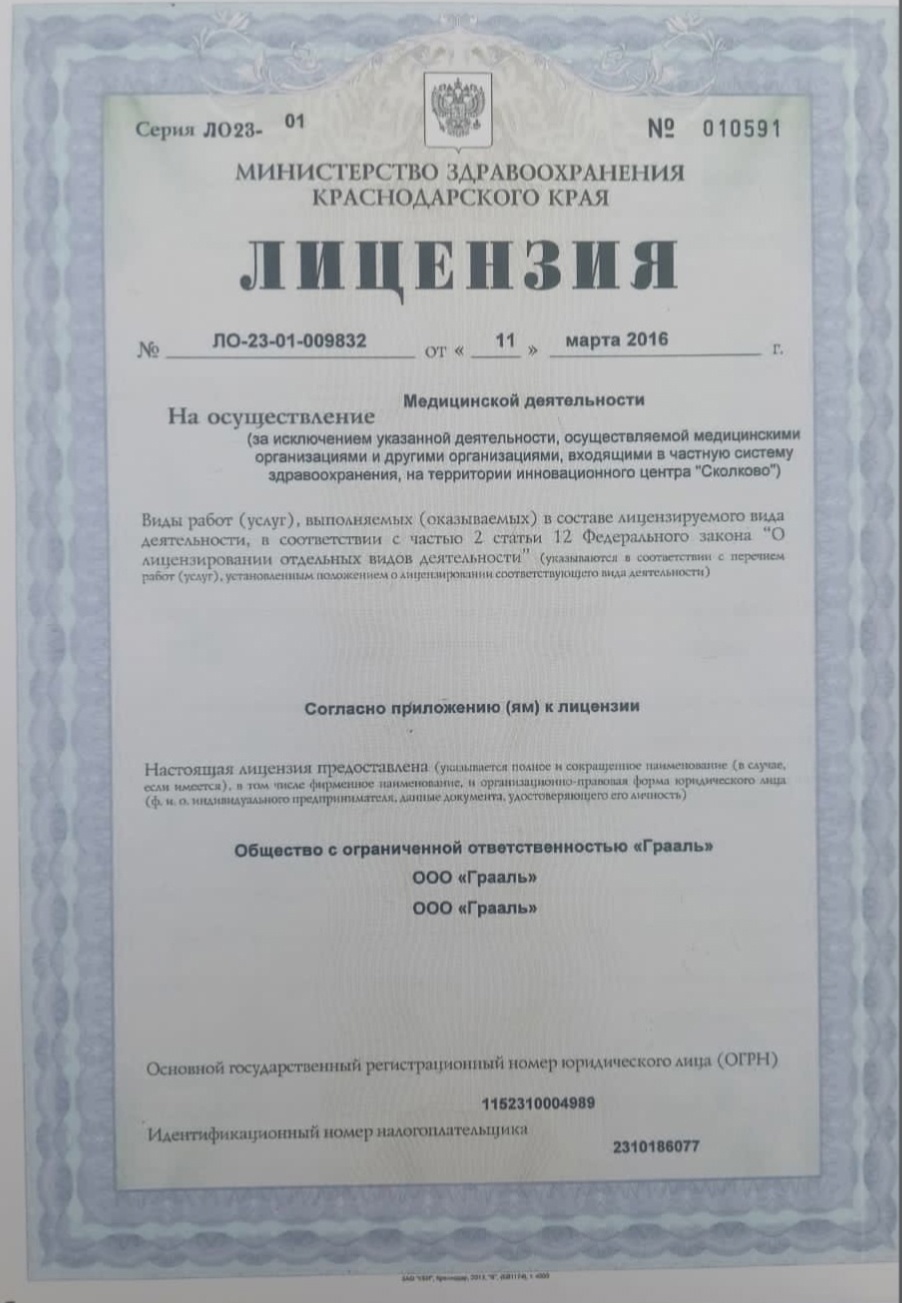 Серия ЛО23- 01 № 010591
МИНИСТЕРСТВО ЗДРАВООХРАНЕНИЯ
КРАСНОДАРСКОГО КРАЯ
ЛИЦЕНЗИЯ
№ ЛО-23-01-009832 от « 11 » марта 2016 г.
На осуществление Медицинской деятельности
(за исключением указанной деятельности, осуществляемой медицинскими
организациями и другими организациями, входящими в частную систему
здравоохранения, на территории инновационного центра "Сколково")
Виды работ (услуг), выполняемых (оказываемых) в составе лицензируемого вида
деятельности, в соответствии с частью 2 статьи 12 Федерального закона "О
лицензировании отдельных видов деятельности" (указываются в соответствии с перечнем
работ (услуг), установленным положением о лицензировании соответствующего вида деятельности)
Согласно приложению (ям) к лицензии
Настоящая лицензия предоставлена (указывается полное и сокращенное наименование (в случае,
если имеется), в том числе фирменное наименование, и организационно-правовая форма юридического лица
(ф. и. о. индивидуального предпринимателя, данные документа, удостоверяющего его личность)
Общество с ограниченной ответственностью «Грааль»
ООО «Грааль»
ООО «Грааль»
Основной государственный регистрационный номер юридического лица (ОГРН)
1152310004989
Идентификационный номер налогоплательщика
2310186077